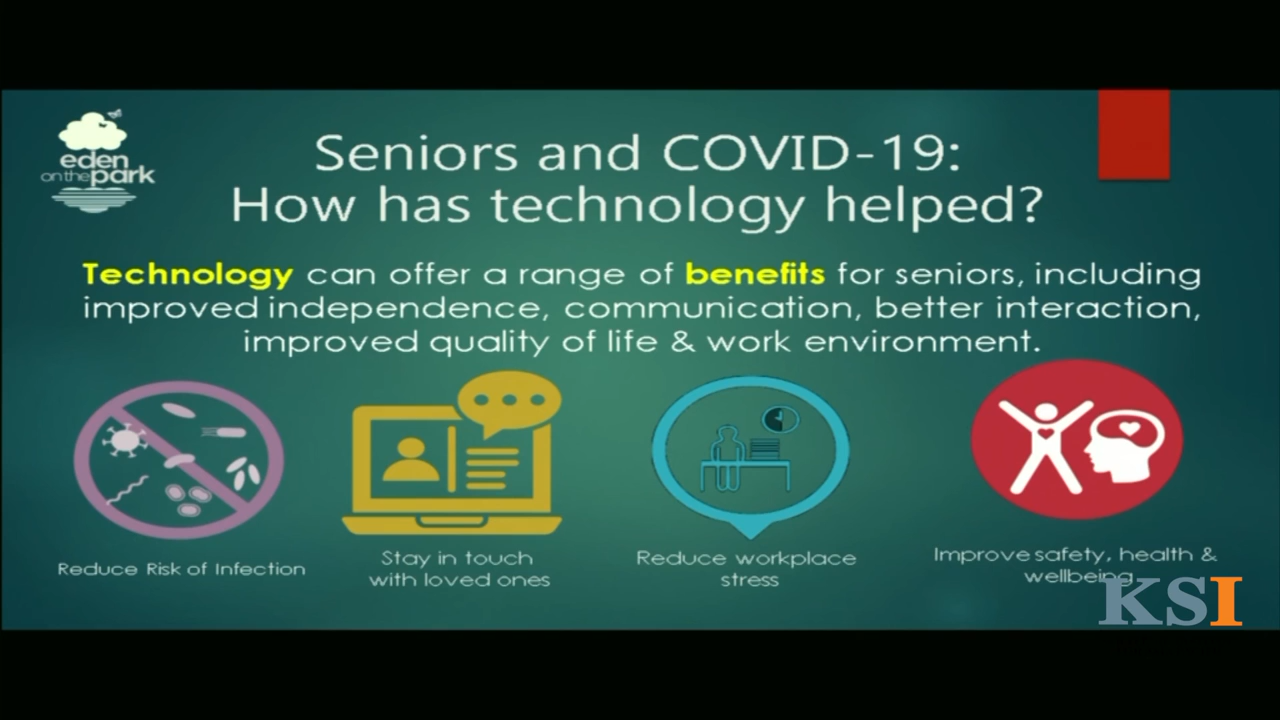 eden
on the park
Seniors and COVID-19:
How has technology helped?
Technology can offer a range of benefits for seniors, including
improved independence, communication, better interaction,
improved quality of life & work environment.
Reduce Risk of Infection
Stay in touch
with loved ones
Reduce workplace
stress
Improve safety, health &
wellbeing
KSI